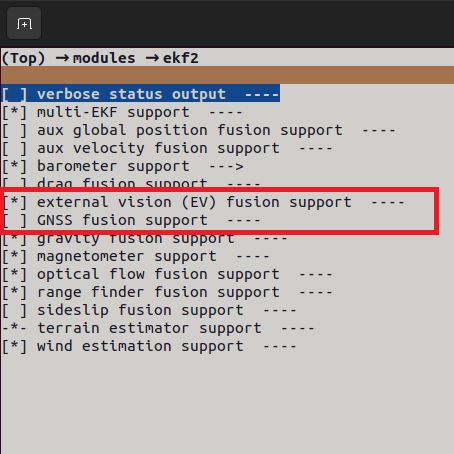 (Top) → modules → ekf2
[ ] verbose status output  ----
[*] multi-EKF support  ----
[ ] aux global position fusion support  ----
[ ] aux velocity fusion support  ----
[*] barometer support  --->
[ ] drag fusion support  ----
[*] external vision (EV) fusion support  ----
[ ] GNSS fusion support  ----
[*] gravity fusion support  ----
[*] magnetometer support  ----
[*] optical flow fusion support  ----
[*] range finder fusion support  ----
[ ] sideslip fusion support  ----
-*- terrain estimator support  ----
[*] wind estimation support  ----